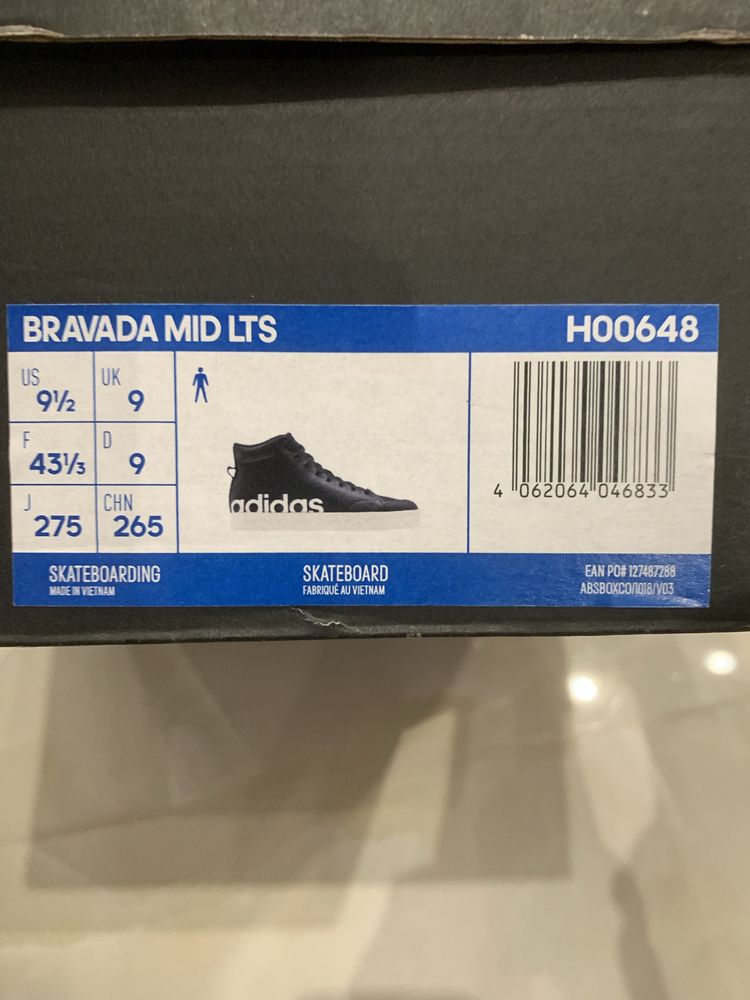 BRAVADA MID LTS
H00648
US
9½
UK
9
F
43⅓
D
9
J
275
CHN
265
adidas
4 062064 046833
SKATEBOARDING
MADE IN VIETNAM
SKATEBOARD
FABRIQUÉ AU VIETNAM
EAN PO# 127487288
ABSBOXCO/1018/V03